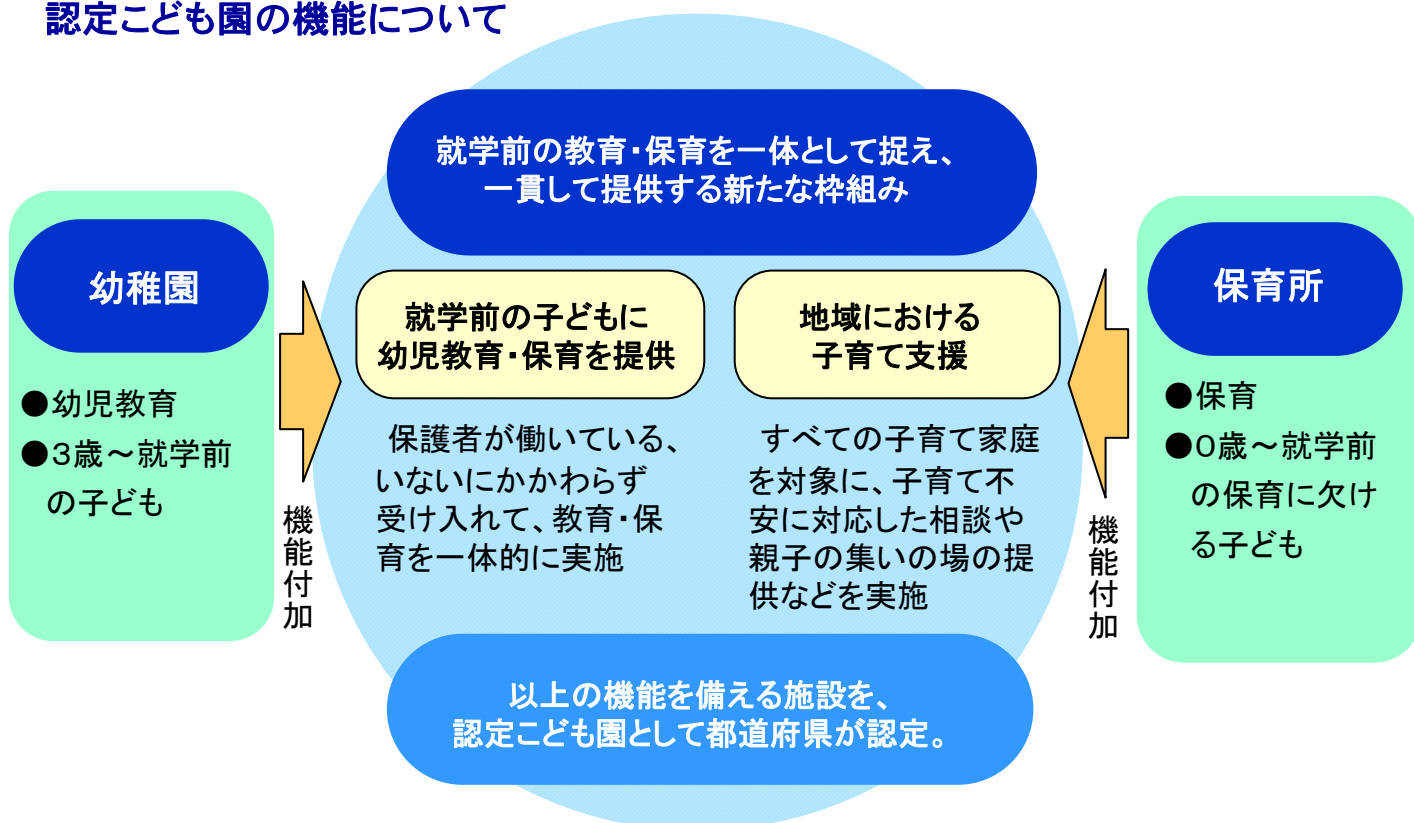 認定こども園の機能について
就学前の教育・保育を一体として捉え、
一貫して提供する新たな枠組み
幼稚園
●幼児教育
●3歳～就学前
の子ども
機能付加
就学前の子どもに
幼児教育・保育を提供
保護者が働いている、
いないにかかわらず
受け入れて、教育・保
育を一体的に実施
地域における
子育て支援
すべての子育て家庭
を対象に、子育て不
安に対応した相談や
親子の集いの場の提
供などを実施
保育所
●保育
●0歳～就学前
の保育に欠け
る子ども
機能付加
以上の機能を備える施設を、
認定こども園として都道府県が認定。